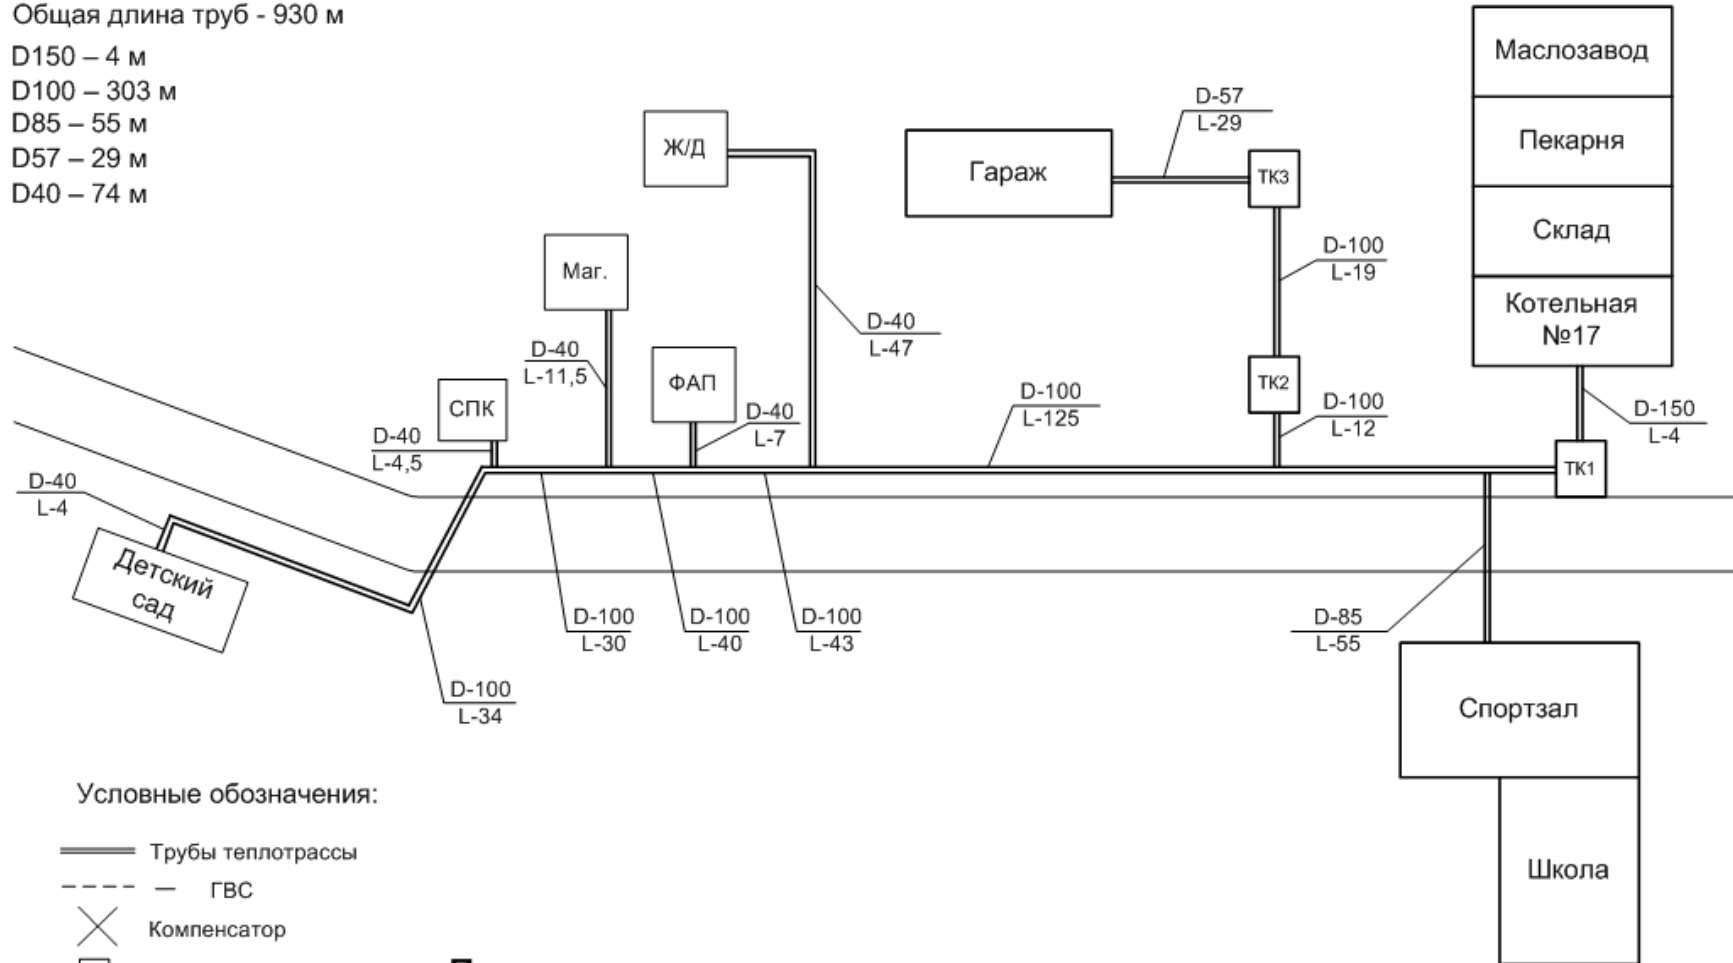 Общая длина труб - 930 м
D150 – 4 м
D100 – 303 м
D85 – 55 м
D57 – 29 м
D40 – 74 м
Маслозавод
Пекарня
Склад
Котельная
№17
D-57
L-29
Ж/Д
Гараж
ТК3
Маг.
D-100
L-19
D-40
L-47
D-40
L-11,5
ФАП
ТК2
СПК
D-40
L-7
D-100
L-125
D-100
L-12
D-150
L-4
D-40
L-4,5
ТК1
D-40
L-4
Детский
сад
D-100
L-30
D-100
L-40
D-100
L-43
D-85
L-55
D-100
L-34
Спортзал
Школа
Условные обозначения:
Трубы теплотрассы
ГВС
Компенсатор